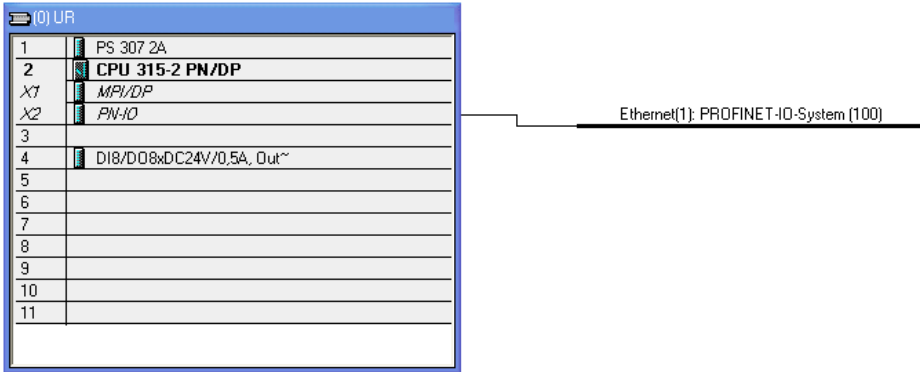 (0) UR
1 PS 307 2A
2 CPU 315-2 PN/DP
X1 MPI/DP
X2 PN-IO
Ethernet(1): PROFINET-IO-System (100)
3
4 DI8/DO8xDC24V/0,5A, Out~
5
6
7
8
9
10
11